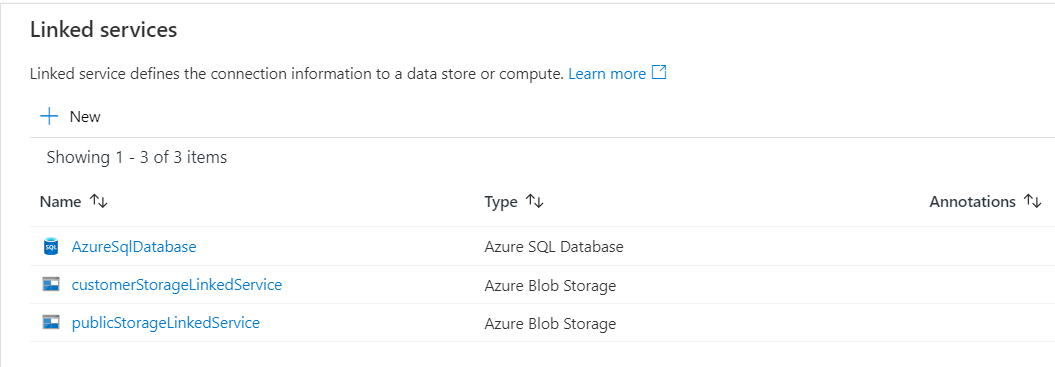 Linked services
Linked service defines the connection information to a data store or compute. Learn more
New
Showing 1 - 3 of 3 items
Name Type Annotations
SQL AzureSqlDatabase Azure SQL Database
customerStorageLinkedService Azure Blob Storage
publicStorageLinkedService Azure Blob Storage